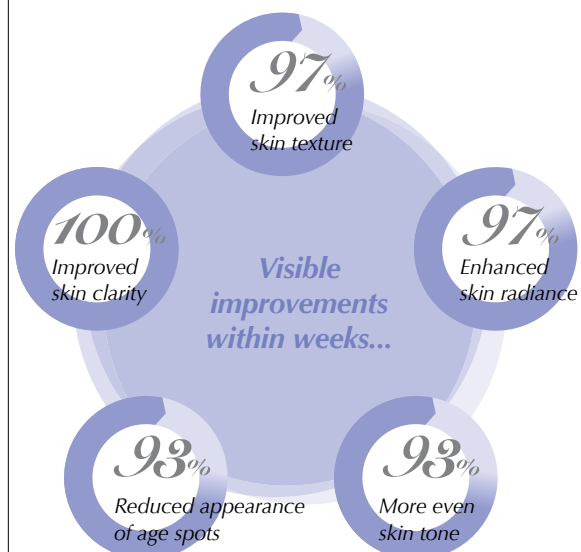 97%
Improved
skin texture
100%
Improved
skin clarity
97%
Enhanced
skin radiance
Visible
improvements
within weeks...
93%
Reduced appearance
of age spots
93%
More even
skin tone